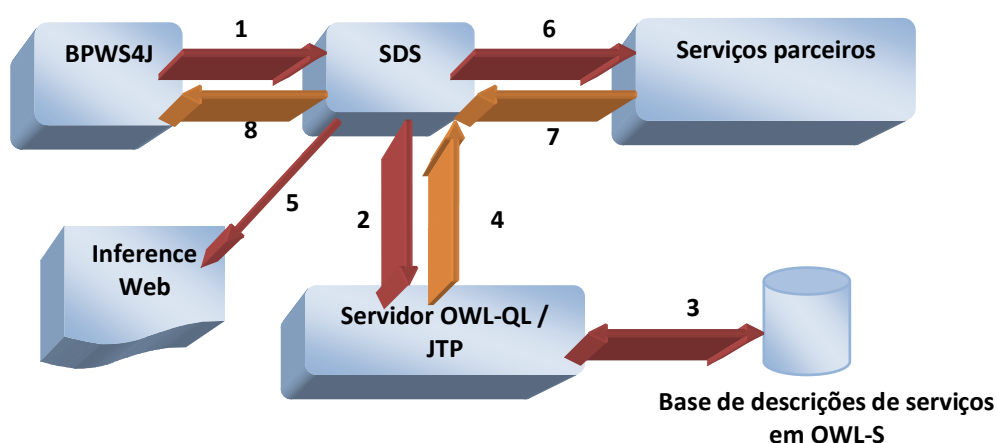 1
6
BPWS4J
SDS
Serviços parceiros
8
7
5
2
4
Inference
Web
Servidor OWL-QL /
JTP
3
Base de descrições de serviços
em OWL-S